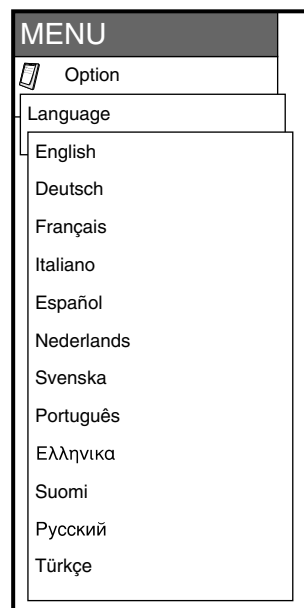 MENU
Option
Language
English
Deutsch
Français
Italiano
Español
Nederlands
Svenska
Português
Ελληνικα
Suomi
Русский
Türkçe